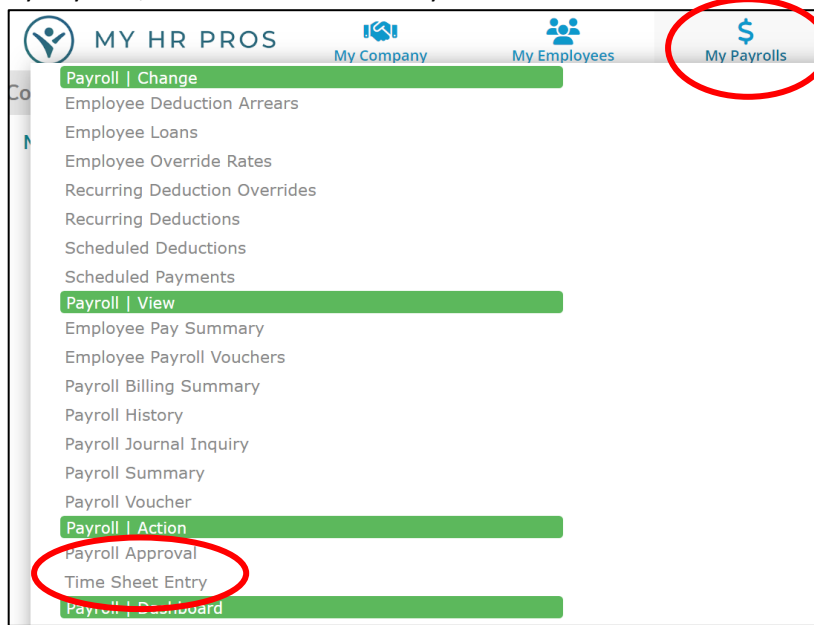 MY HR PROS
My Company
My Employees
$
My Payrolls
Co
Payroll | Change
Employee Deduction Arrears
Employee Loans
Employee Override Rates
Recurring Deduction Overrides
Recurring Deductions
Scheduled Deductions
Scheduled Payments
Payroll | View
Employee Pay Summary
Employee Payroll Vouchers
Payroll Billing Summary
Payroll History
Payroll Journal Inquiry
Payroll Summary
Payroll Voucher
Payroll | Action
Payroll Approval
Time Sheet Entry
Payroll | Dashboard